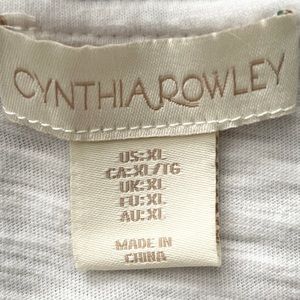 CYNTHIA ROWLEY
US:XL
CA:XL/TG
UK:XL
EU:XL
AU:XL
MADE IN
CHINA